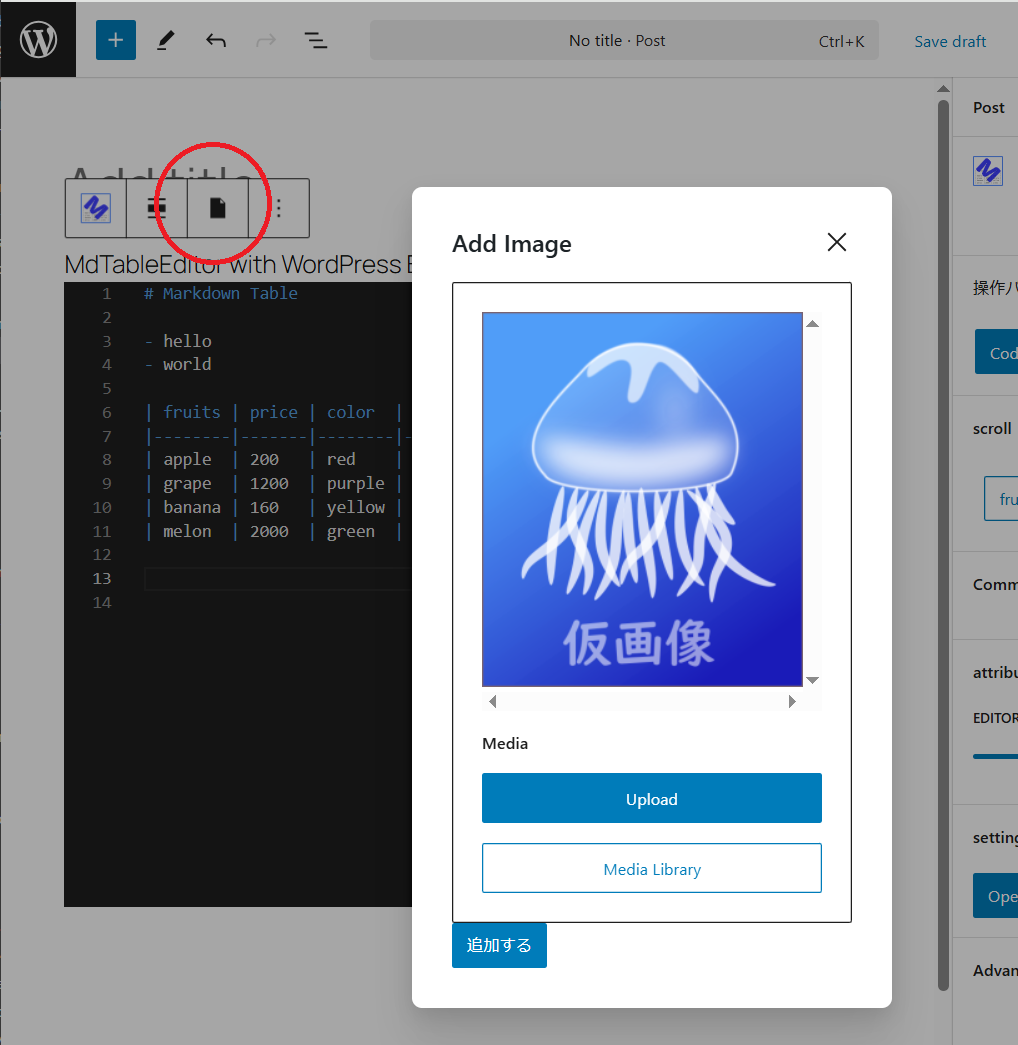 No title · Post
Ctrl+K
Save draft
Post
Add title
MdTableEditor with WordPress
1 # Markdown Table
2
3 - hello
4 - world
5
6 | fruits | price | color |
7 |--------|-------|--------|-
8 | apple | 200 | red |
9 | grape | 1200 | purple |
10 | banana | 160 | yellow |
11 | melon | 2000 | green |
12
13
14
Add Image
仮画像
Media
Upload
Media Library
追加する
操作パ
Cod
scroll
fru
Comm
attribu
EDITOR
setting
Ope
Advan